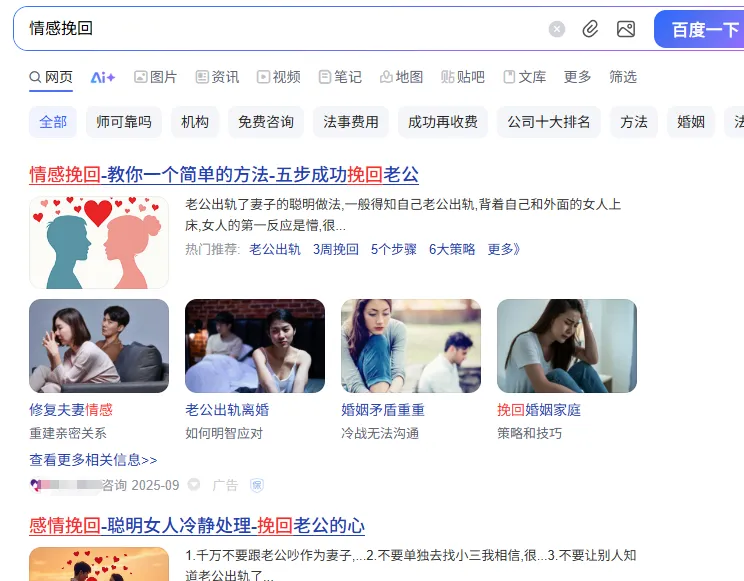 情感挽回
百度一下
网页 Ai+ 图片 资讯 视频 笔记 地图 贴吧 文库 更多 筛选
全部 师可靠吗 机构 免费咨询 法事费用 成功再收费 公司十大排名 方法 婚姻
情感挽回-教你一个简单的方法-五步成功挽回老公
老公出轨了妻子的聪明做法,一般得知自己老公出轨,背着自己和外面的女人上
床,女人的第一反应是懵,很...
热门推荐: 老公出轨 3周挽回 5个步骤 6大策略 更多》
修复夫妻情感 老公出轨离婚 婚姻矛盾重重 挽回婚姻家庭
重建亲密关系 如何明智应对 冷战无法沟通 策略和技巧
查看更多相关信息>>
咨询 2025-09 广告 保
感情挽回-聪明女人冷静处理-挽回老公的心
1.千万不要跟老公吵作为妻子,...2.不要单独去找小三我相信,很...3.不要让别人知
道老公出轨了...